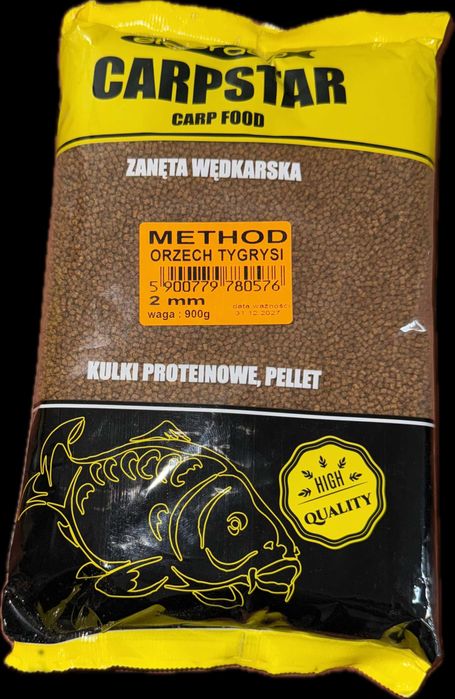 CARPSTAR
CARP FOOD
ZANĘTA WĘDKARSKA
METHOD
ORZECH TYGRYSI
5 900779 780576
2 mm
waga : 900g
data ważności
31.12.2027
KULKI PROTEINOWE, PELLET
HIGH
QUALITY